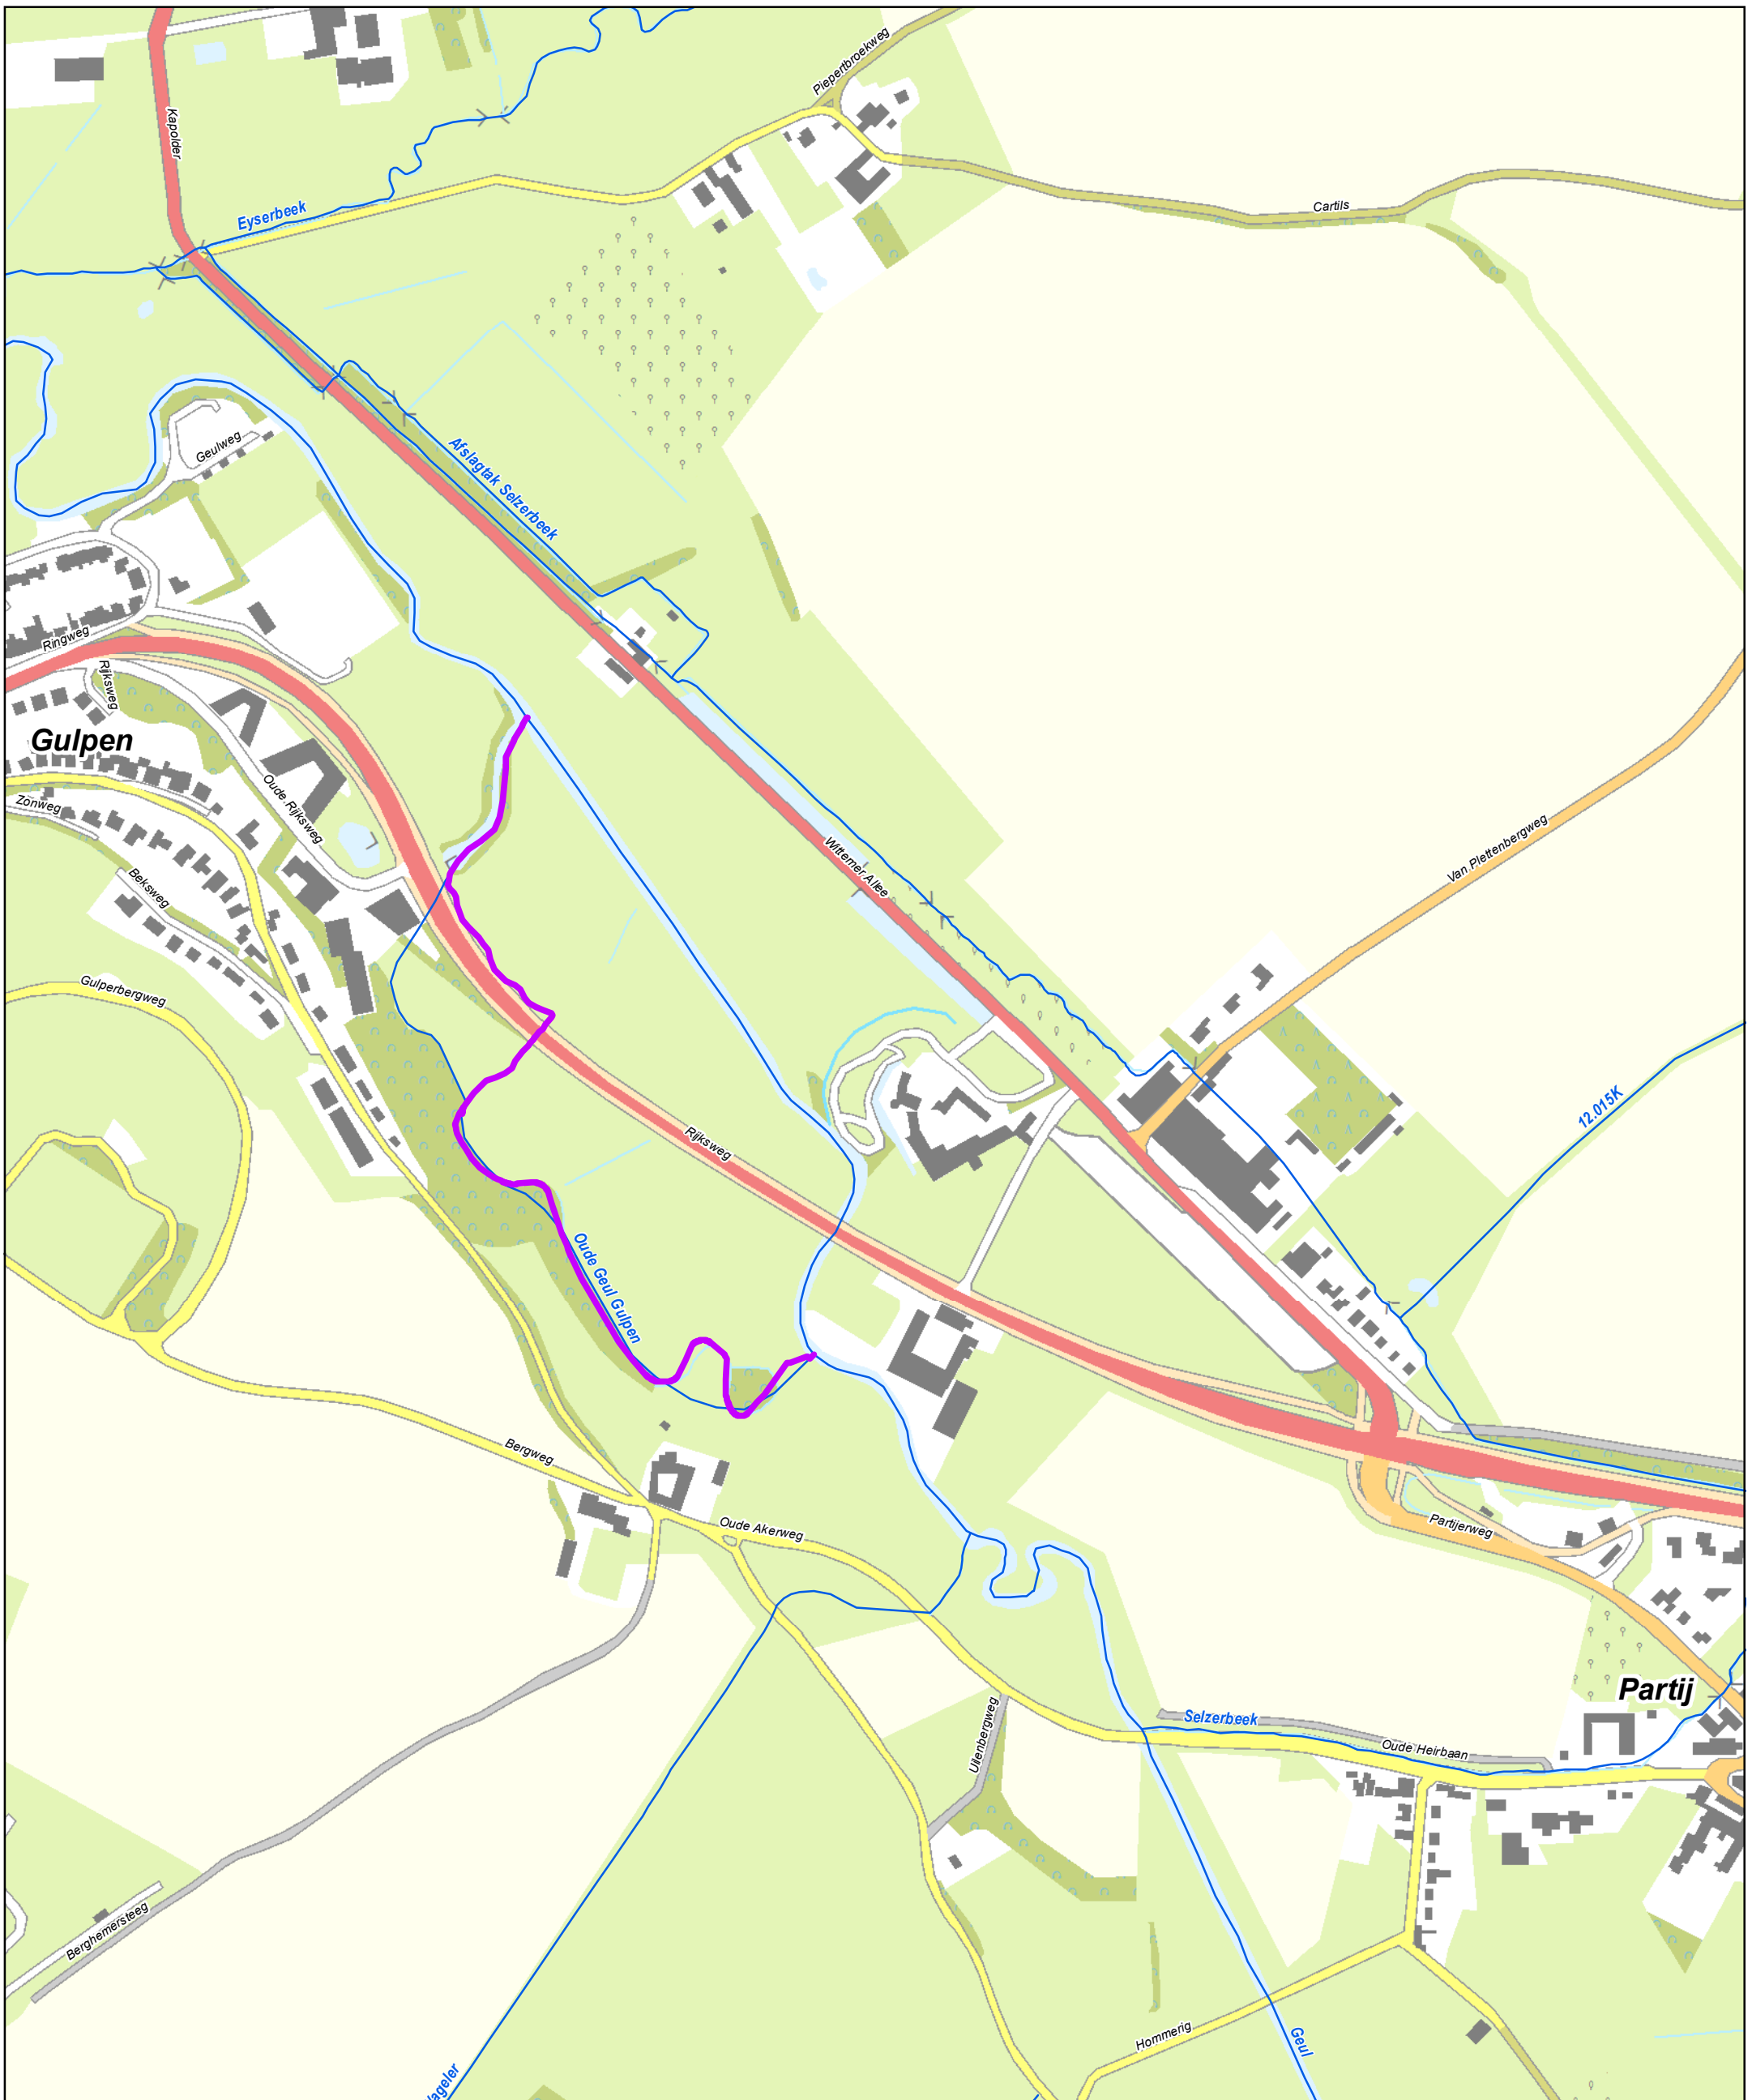 Piepertbroekweg
Kapolder
Eyserbeek
Cartils
Geulweg
Afslagtak Selzerbeek
Ringweg
Rijksweg
Gulpen
Zonweg
Oude Rijksweg
Wittemer Allee
Van Plettenbergweg
Beksweg
Gulperbergweg
12.015K
Rijksweg
Oude Geul Gulpen
Bergweg
Oude Akerweg
Partijerweg
Partij
Uilenbergweg
Selzerbeek
Oude Heirbaan
Berghemersteeg
Hommerig
Geul